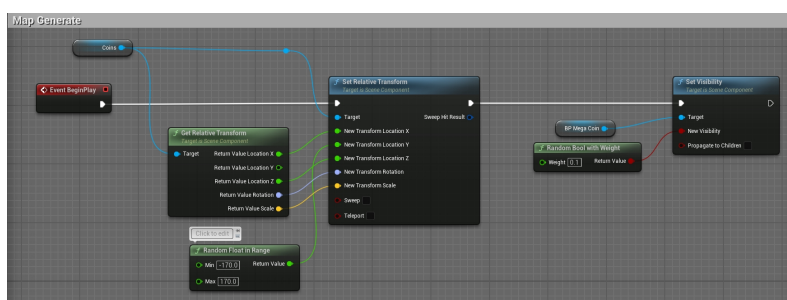 Map Generate
Coins
Event BeginPlay
Set Relative Transform
Target is Scene Component
Target
Sweep Hit Result
New Transform Location X
New Transform Location Y
New Transform Location Z
New Transform Rotation
New Transform Scale
Sweep
Teleport
Get Relative Transform
Target is Scene Component
Target
Return Value Location X
Return Value Location Y
Return Value Location Z
Return Value Rotation
Return Value Scale
Click to edit
Random Float in Range
Min -170.0
Return Value
Max 170.0
BP Mega Coin
Random Bool with Weight
Weight 0.1
Return Value
Set Visibility
Target is Scene Component
Target
New Visibility
Propagate to Children